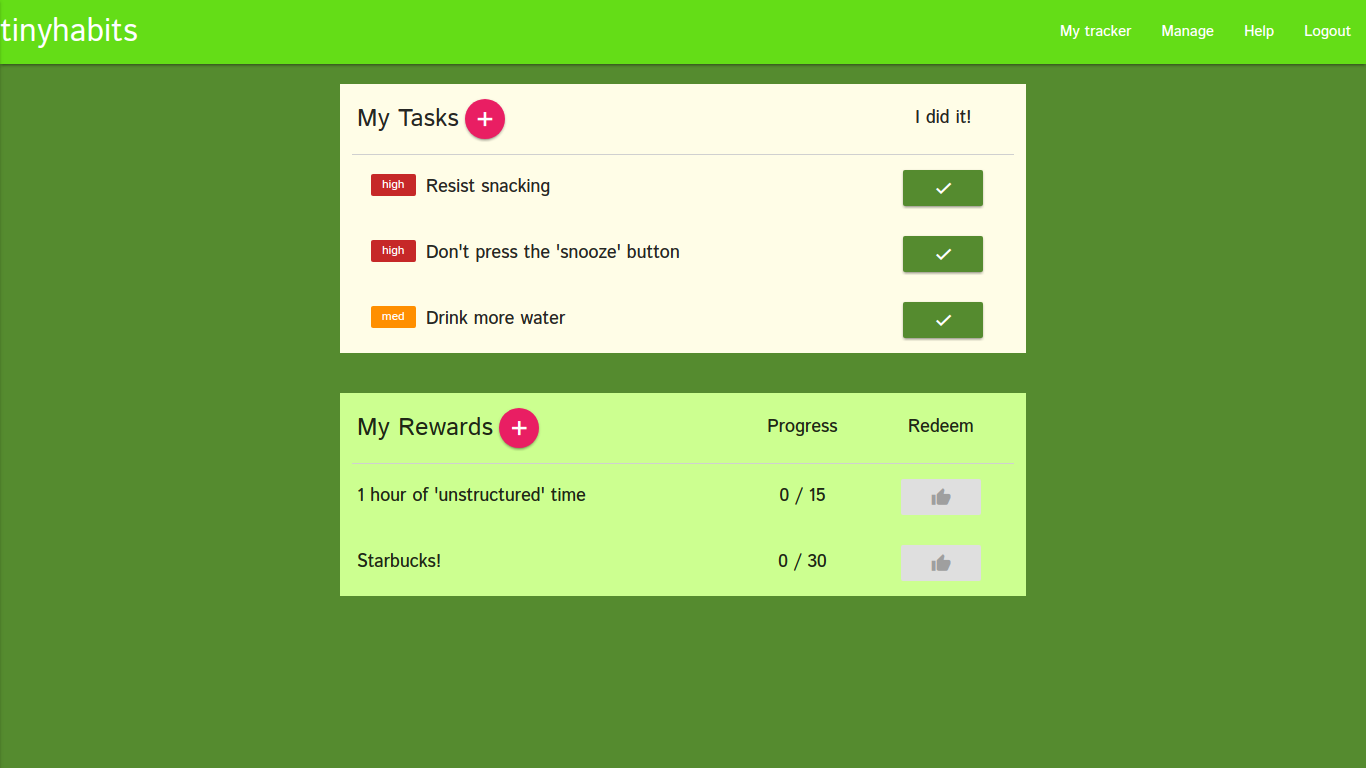 tinyhabits
My tracker Manage Help Logout
My Tasks + I did it!
high Resist snacking
high Don't press the 'snooze' button
med Drink more water
My Rewards + Progress Redeem
1 hour of 'unstructured' time 0 / 15
Starbucks! 0 / 30